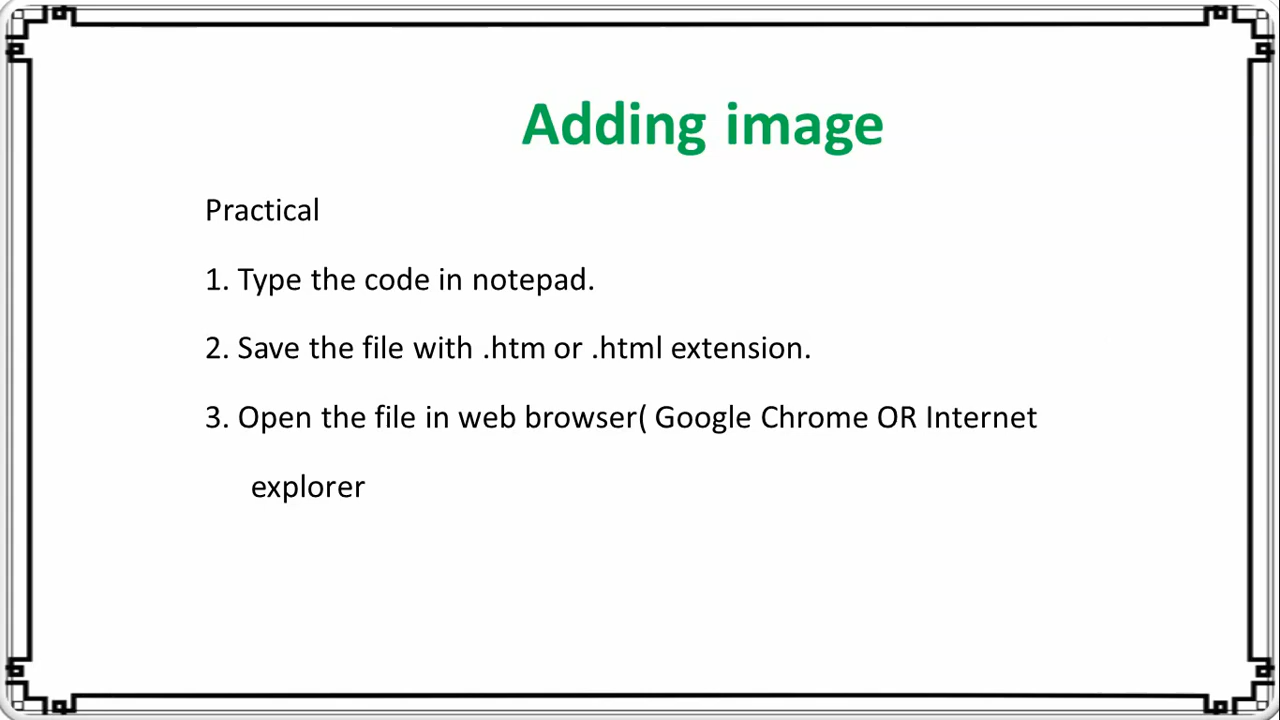 Adding image
Practical
1. Type the code in notepad.
2. Save the file with .htm or .html extension.
3. Open the file in web browser( Google Chrome OR Internet
explorer